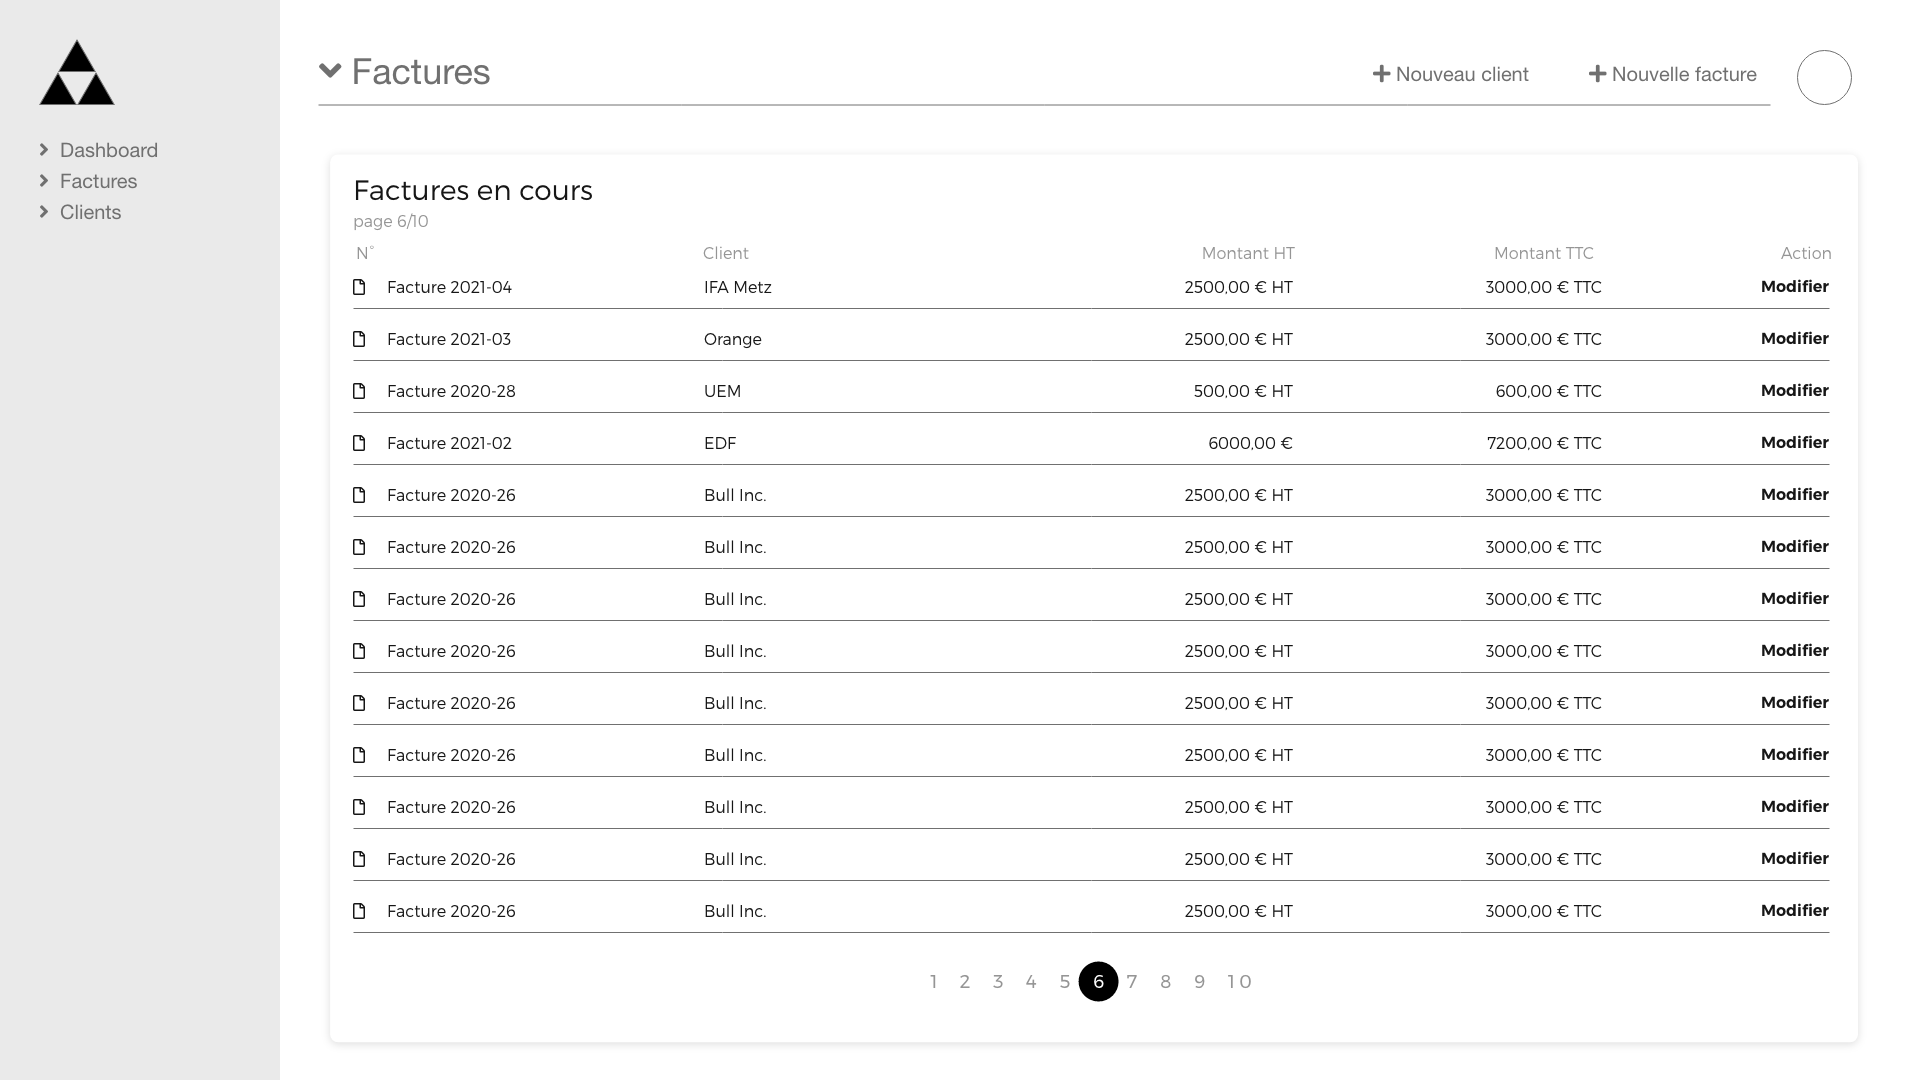 Factures
Nouveau client
Nouvelle facture
Dashboard
Factures
Clients
Factures en cours
page 6/10
N° Client Montant HT Montant TTC Action
Facture 2021-04 IFA Metz 2500,00 € HT 3000,00 € TTC Modifier
Facture 2021-03 Orange 2500,00 € HT 3000,00 € TTC Modifier
Facture 2020-28 UEM 500,00 € HT 600,00 € TTC Modifier
Facture 2021-02 EDF 6000,00 € 7200,00 € TTC Modifier
Facture 2020-26 Bull Inc. 2500,00 € HT 3000,00 € TTC Modifier
Facture 2020-26 Bull Inc. 2500,00 € HT 3000,00 € TTC Modifier
Facture 2020-26 Bull Inc. 2500,00 € HT 3000,00 € TTC Modifier
Facture 2020-26 Bull Inc. 2500,00 € HT 3000,00 € TTC Modifier
Facture 2020-26 Bull Inc. 2500,00 € HT 3000,00 € TTC Modifier
Facture 2020-26 Bull Inc. 2500,00 € HT 3000,00 € TTC Modifier
Facture 2020-26 Bull Inc. 2500,00 € HT 3000,00 € TTC Modifier
Facture 2020-26 Bull Inc. 2500,00 € HT 3000,00 € TTC Modifier
Facture 2020-26 Bull Inc. 2500,00 € HT 3000,00 € TTC Modifier
1 2 3 4 5 6 7 8 9 10